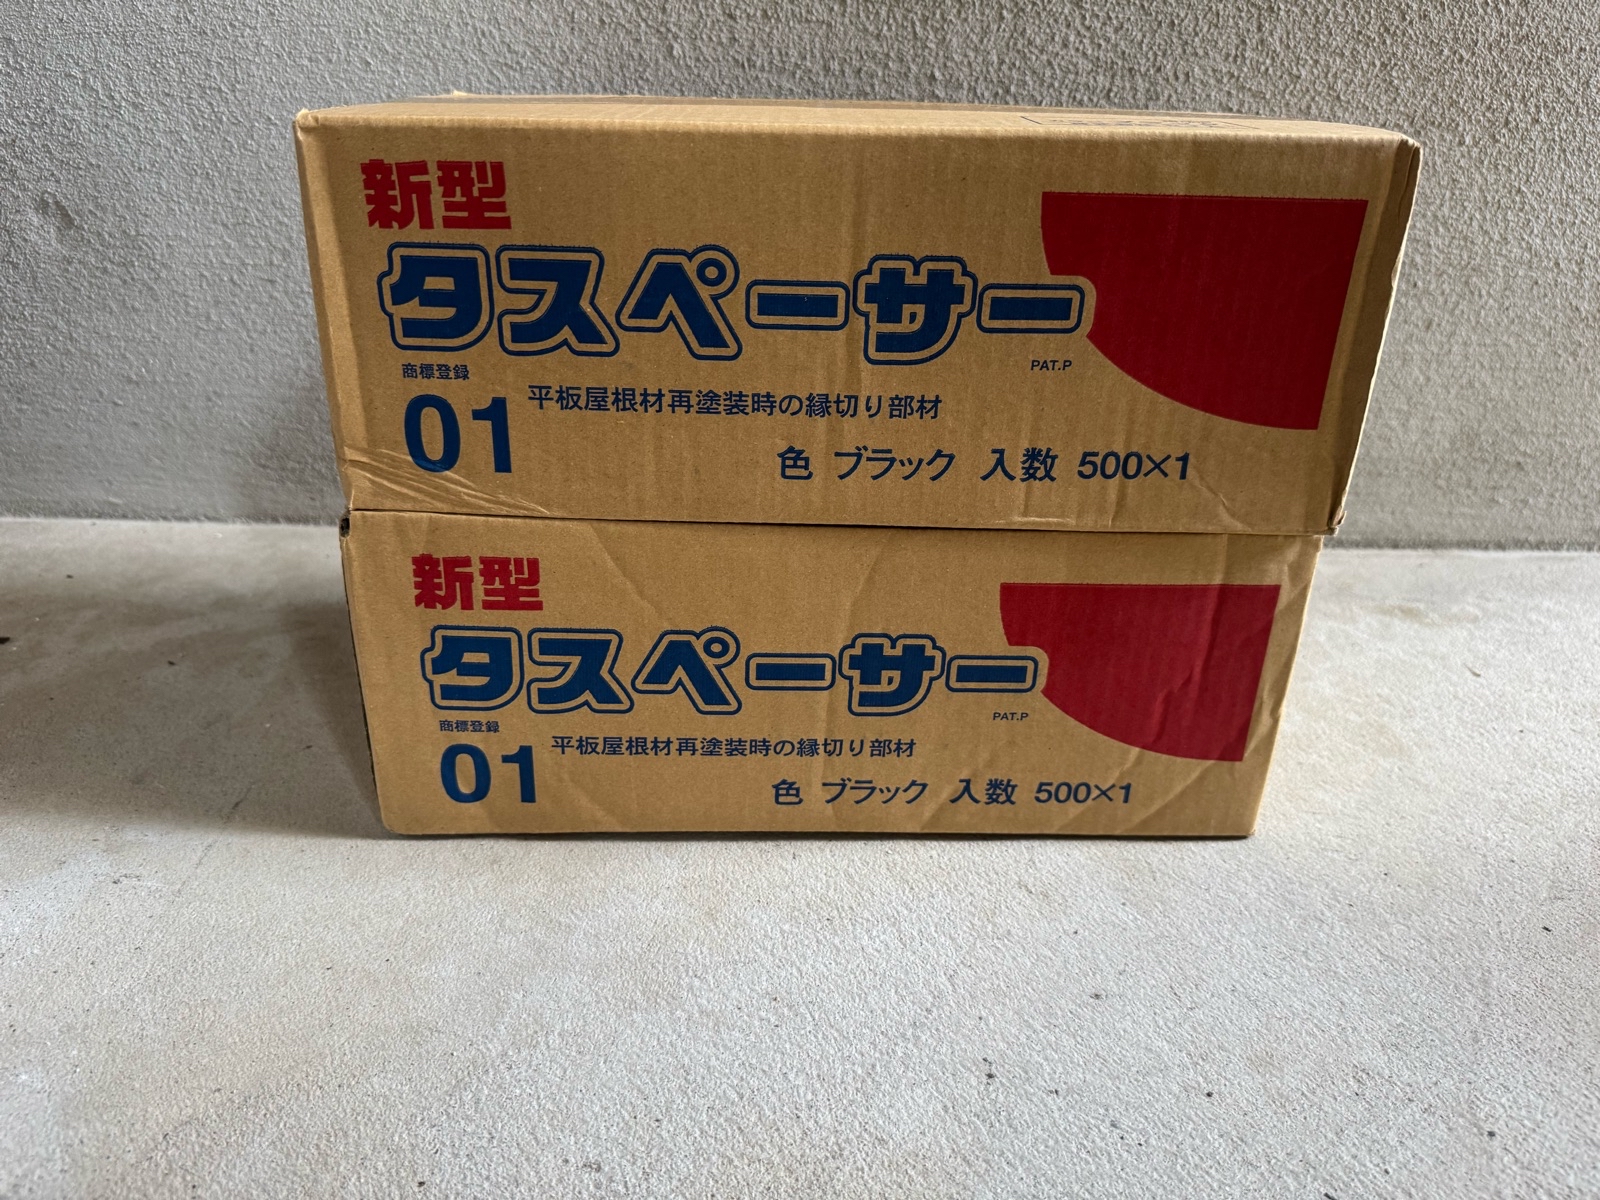 新型
タスペーサー
商標登録
PAT.P
01
平板屋根材再塗装時の縁切り部材
色 ブラック 入数 500×1
新型
タスペーサー
商標登録
PAT.P
01
平板屋根材再塗装時の縁切り部材
色 ブラック 入数 500×1